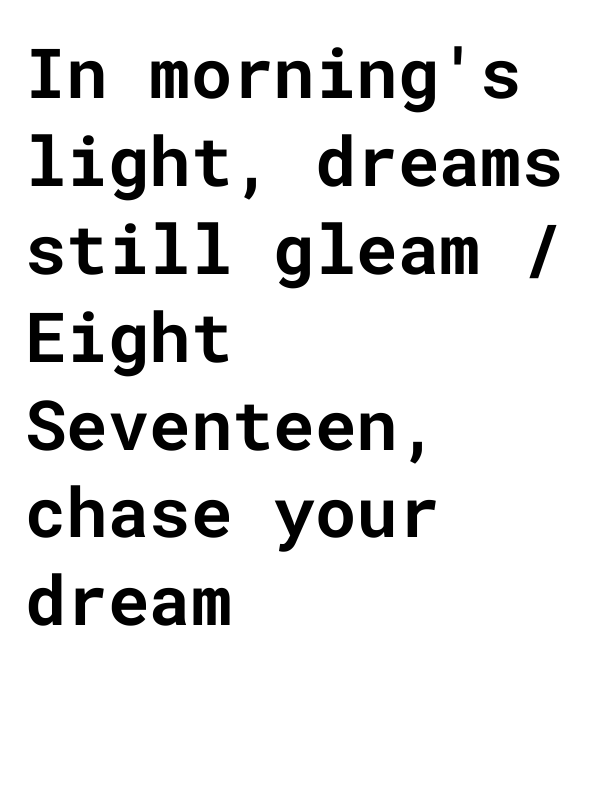 In morning's
light, dreams
still gleam /
Eight
Seventeen,
chase your
dream